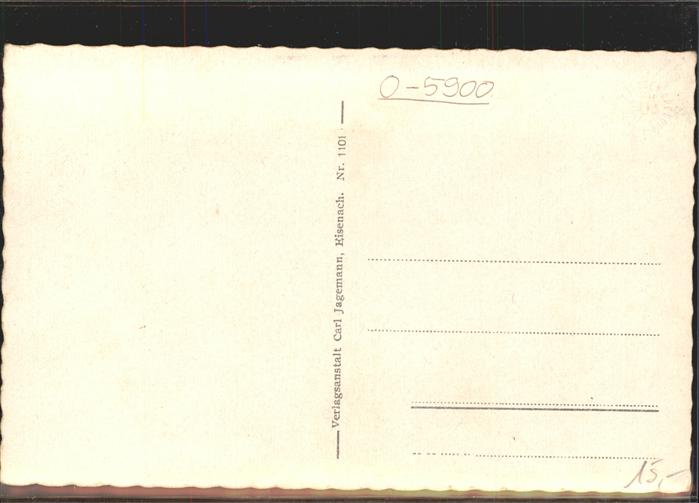 O-5900
Verlagsanstalt Carl Jagemann, Eisenach. Nr. 1101
15,-